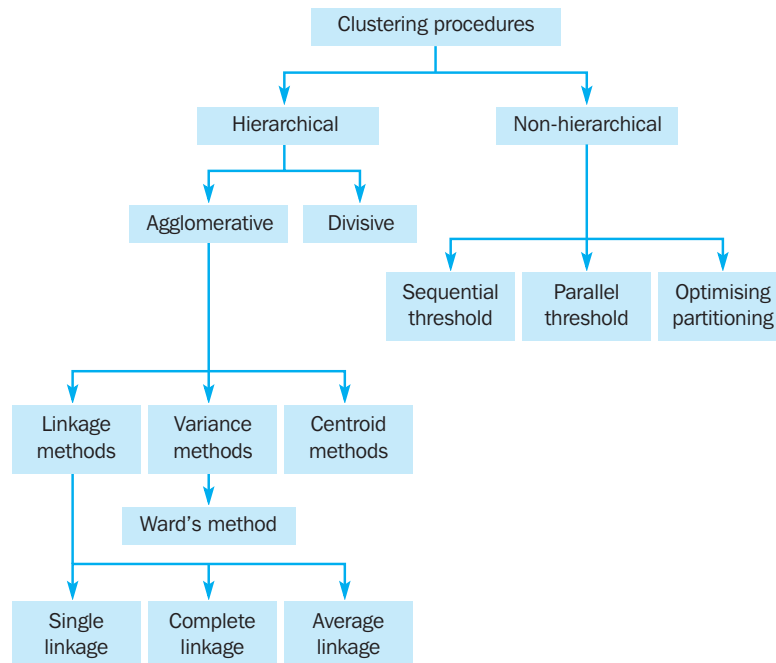 Clustering procedures
Hierarchical
Non-hierarchical
Agglomerative
Divisive
Sequential
threshold
Parallel
threshold
Optimising
partitioning
Linkage
methods
Variance
methods
Centroid
methods
Ward's method
Single
linkage
Complete
linkage
Average
linkage